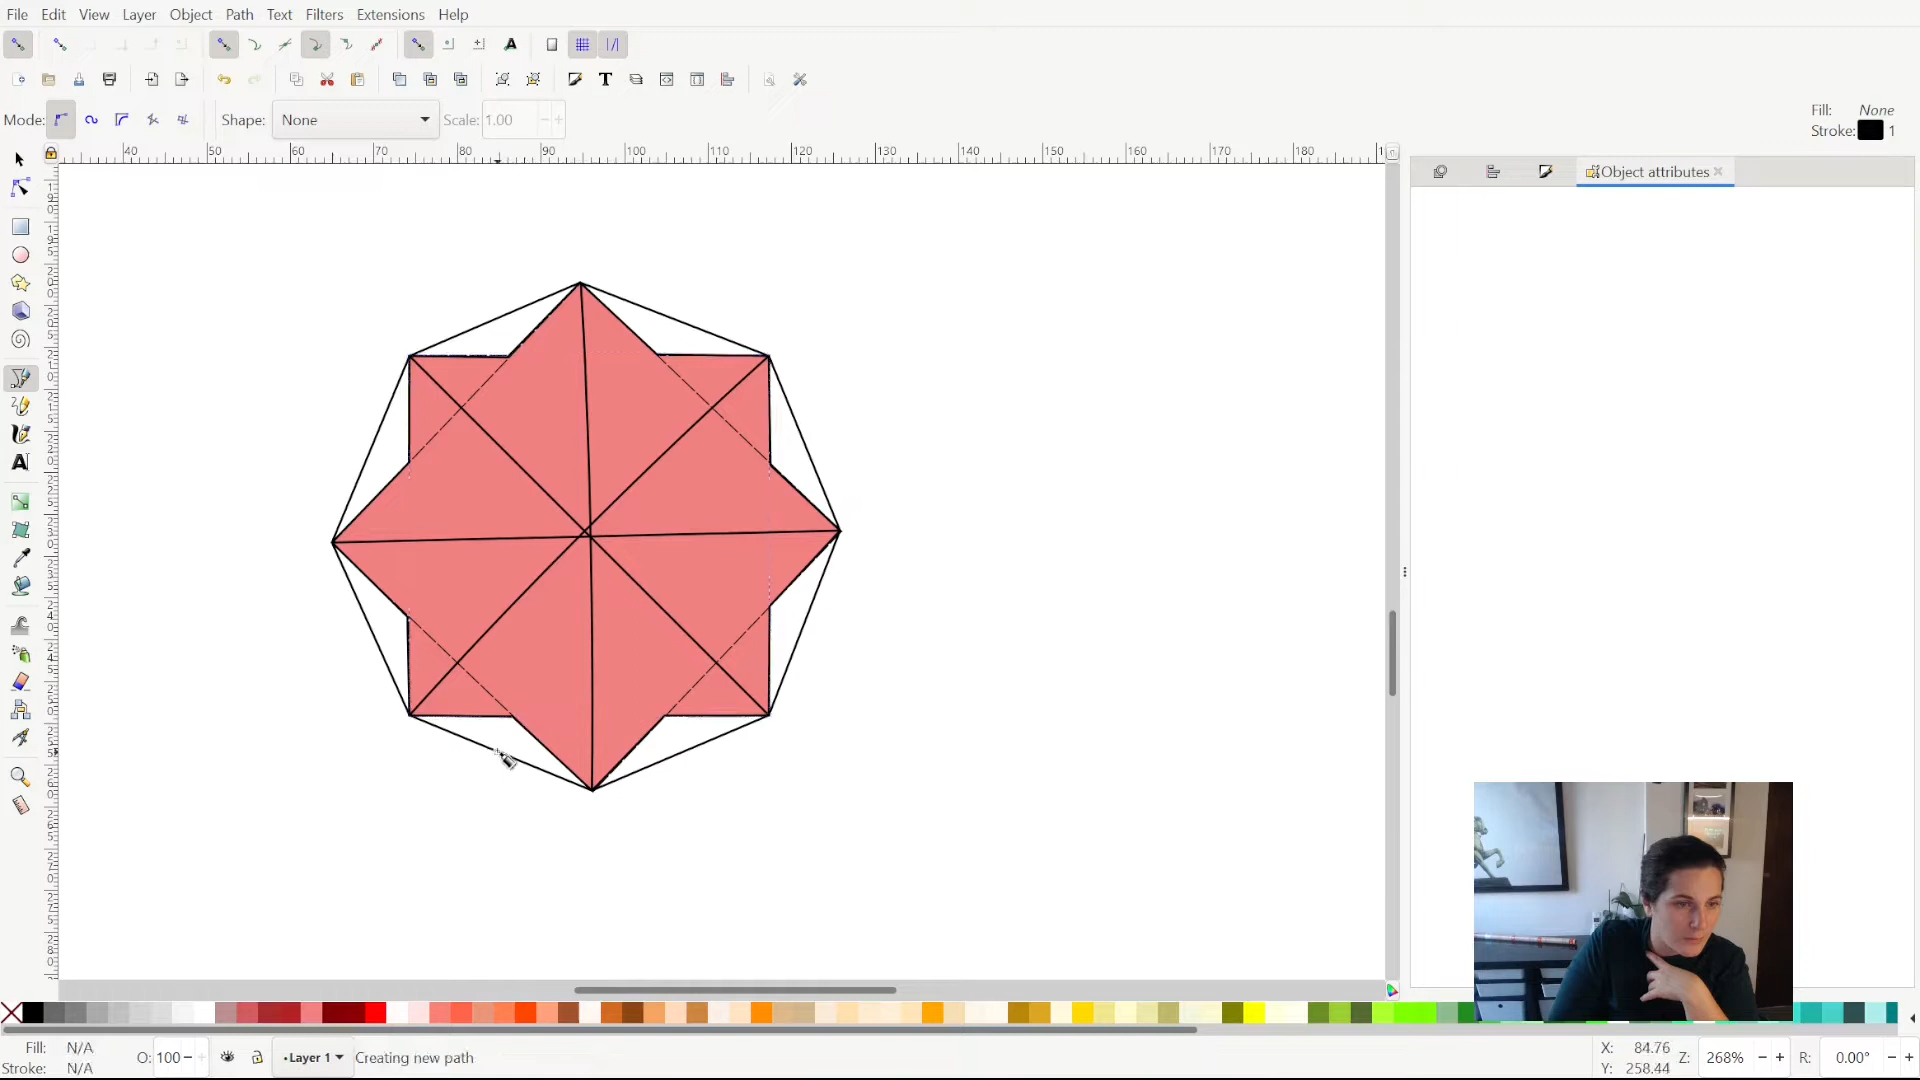 File Edit View Layer Object Path Text Filters Extensions Help
Mode: Shape: None Scale: 1.00
Fill: None
Stroke: 1
40 50 60 70 80 90 100 110 120 130 140 150 160 170 180
Object attributes
Fill: N/A
Stroke: N/A
O: 100
Layer 1
Creating new path
X: 84.76
Y: 258.44
Z: 268%
R: 0.00°